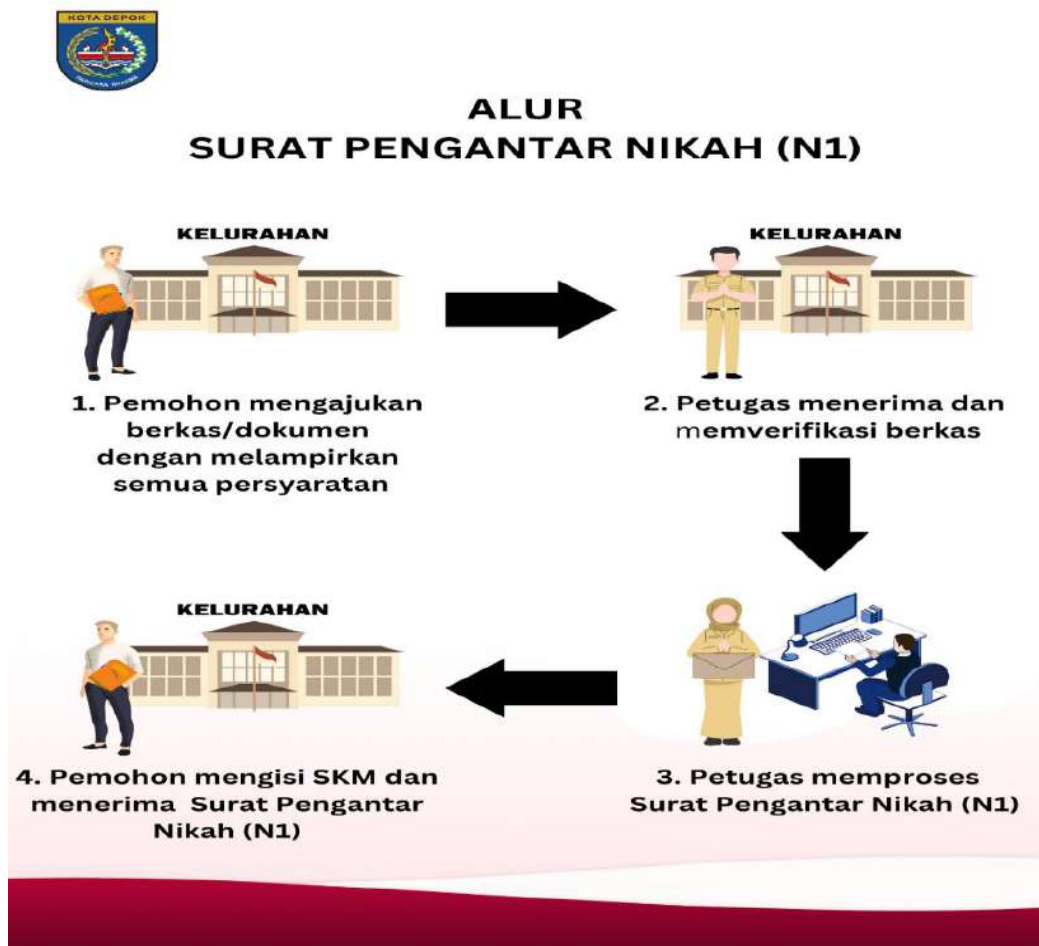 KOTA DEPOK
ALUR
SURAT PENGANTAR NIKAH (N1)
KELURAHAN
1. Pemohon mengajukan
berkas/dokumen
dengan melampirkan
semua persyaratan
KELURAHAN
2. Petugas menerima dan
memverifikasi berkas
3. Petugas memproses
Surat Pengantar Nikah (N1)
KELURAHAN
4. Pemohon mengisi SKM dan
menerima Surat Pengantar
Nikah (N1)